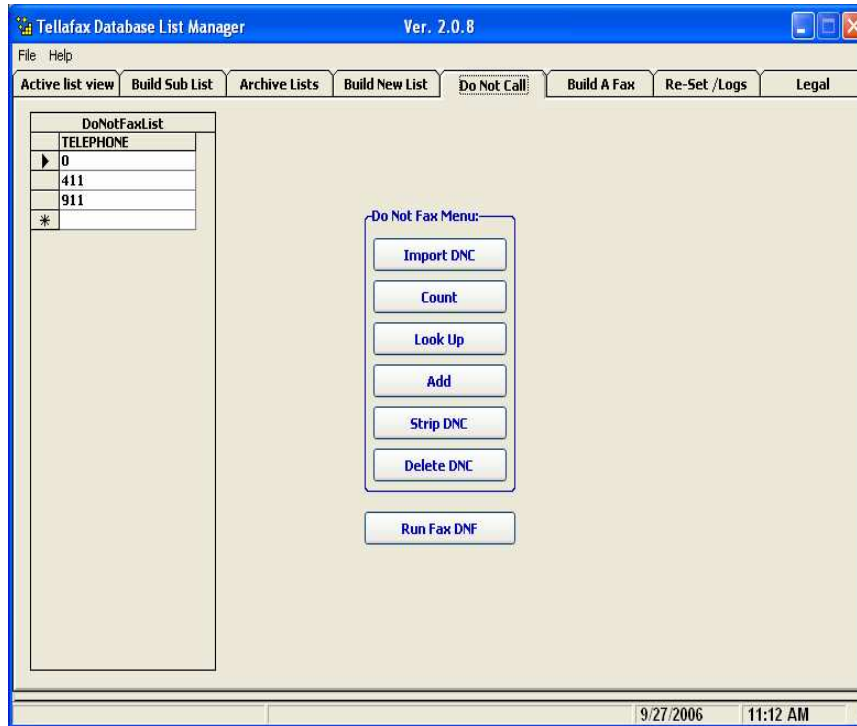 Tellafax Database List Manager Ver. 2.0.8
File Help
Active list view Build Sub List Archive Lists Build New List Do Not Call Build A Fax Re-Set /Logs Legal
DoNotFaxList
TELEPHONE
0
411
911
*
Do Not Fax Menu:
Import DNC
Count
Look Up
Add
Strip DNC
Delete DNC
Run Fax DNF
9/27/2006 11:12 AM